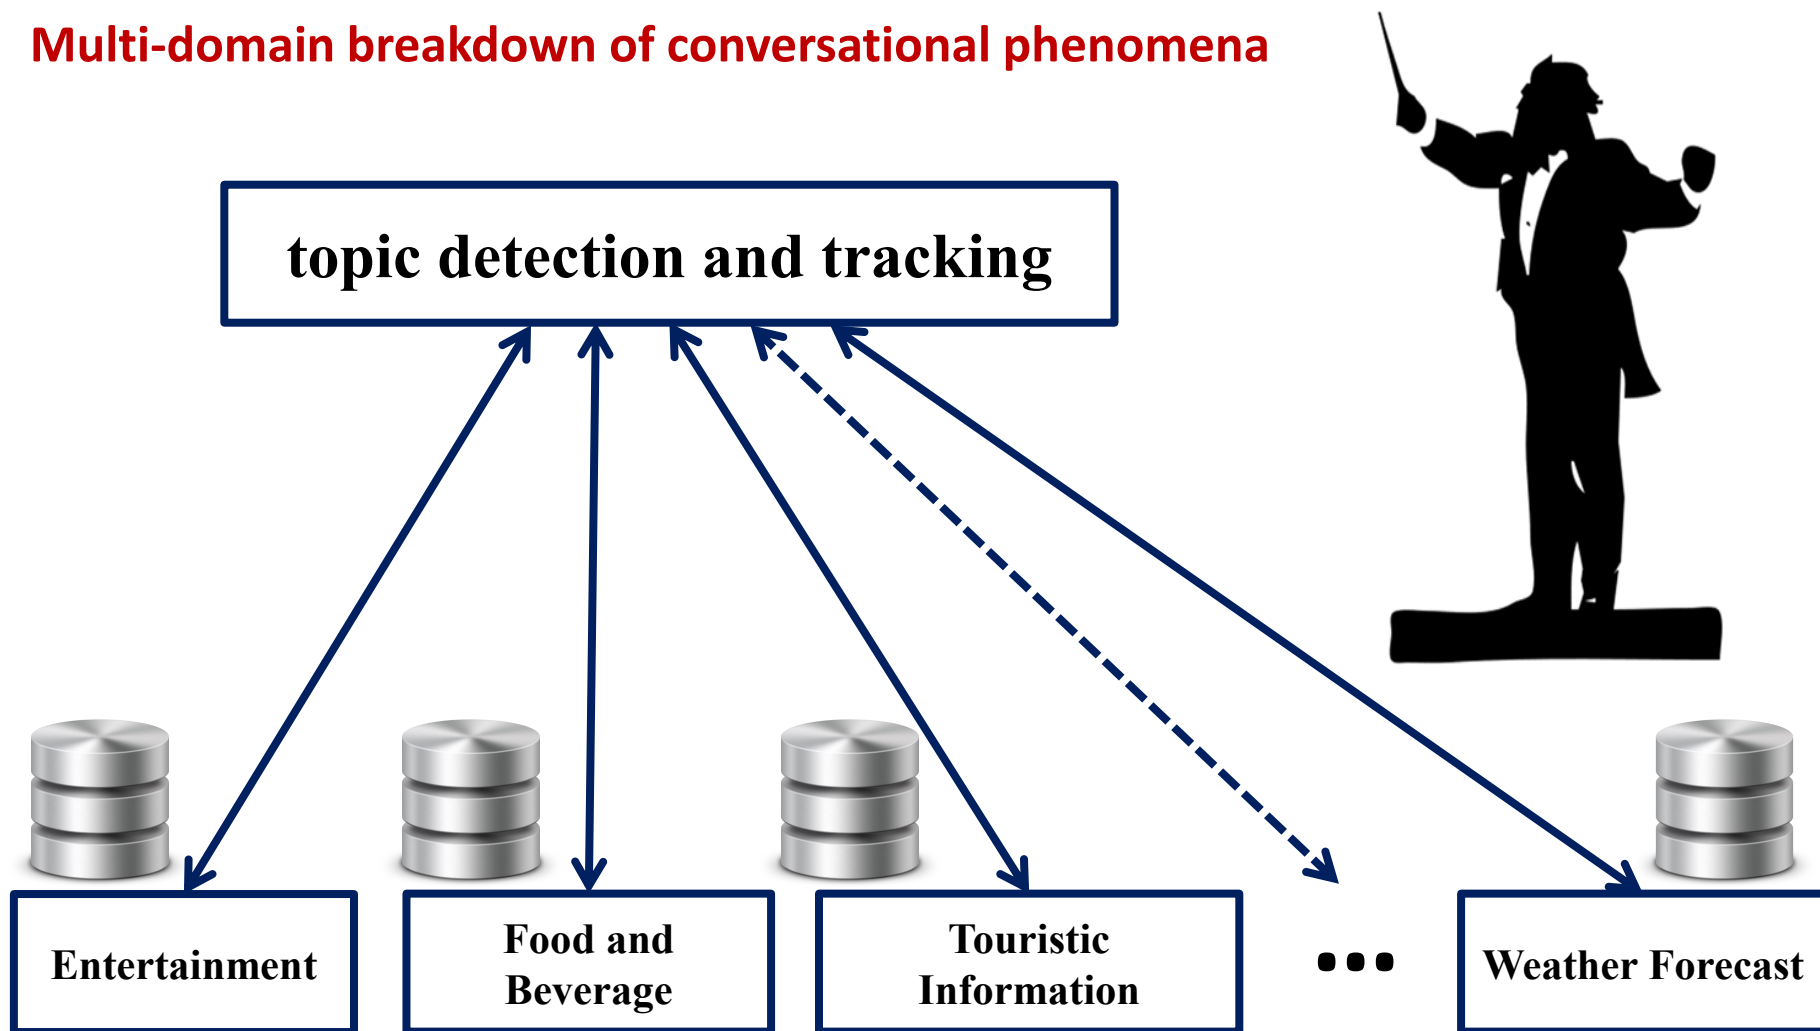 Multi-domain breakdown of conversational phenomena
topic detection and tracking
Entertainment
Food and
Beverage
Touristic
Information
...
Weather Forecast